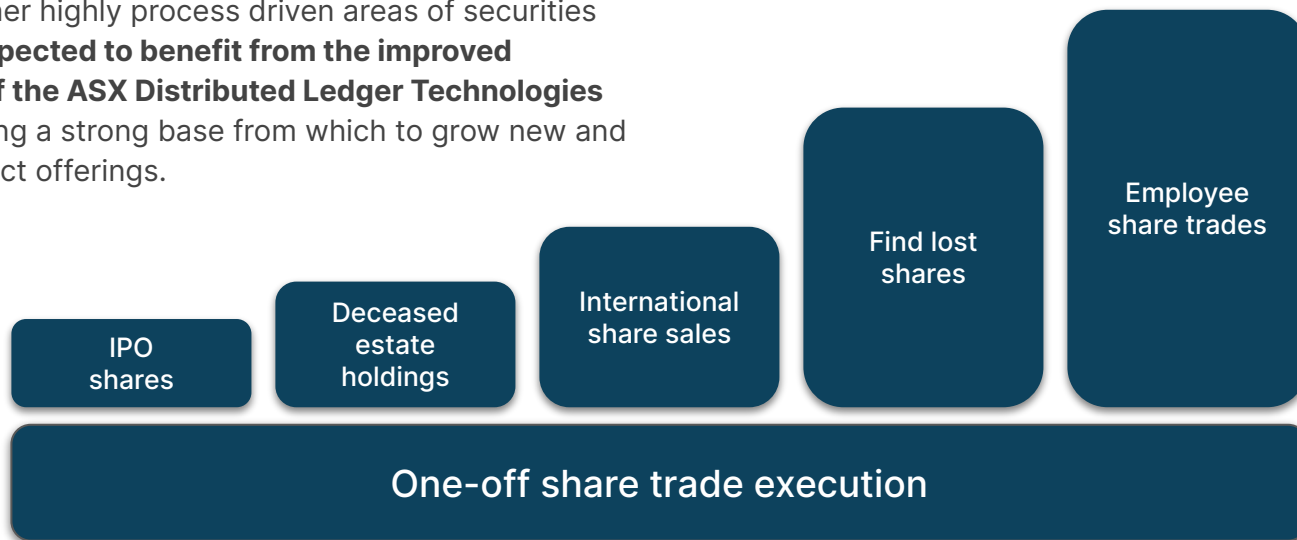 her highly process driven areas of securities
pected to benefit from the improved
f the ASX Distributed Ledger Technologies
ng a strong base from which to grow new and
ct offerings.
Employee
share trades
Find lost
shares
International
share sales
Deceased
estate
holdings
IPO
shares
One-off share trade execution